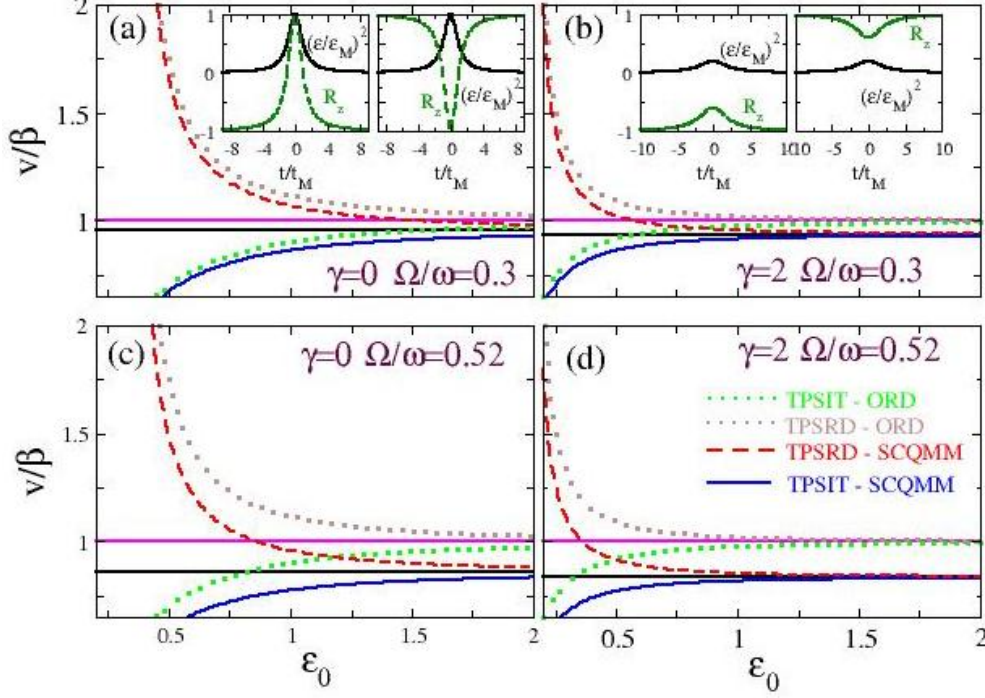 (a)
1
0
-1
(ε/ε_M)²
R_z
-8 -4 0 4 8
t/t_M
R_z
(ε/ε_M)²
-8 -4 0 4 8
t/t_M
2
1.5
1
v/β
γ=0 Ω/ω=0.3
(b)
1
0
-1
(ε/ε_M)²
R_z
-10 -5 0 5 10
t/t_M
R_z
(ε/ε_M)²
-10 -5 0 5 10
t/t_M
γ=2 Ω/ω=0.3
(c)
γ=0 Ω/ω=0.52
2
1.5
1
v/β
0.5 1 1.5 2
ε₀
(d)
γ=2 Ω/ω=0.52
TPSIT - ORD
TPSRD - ORD
TPSRD - SCQMM
TPSIT - SCQMM
0.5 1 1.5 2
ε₀